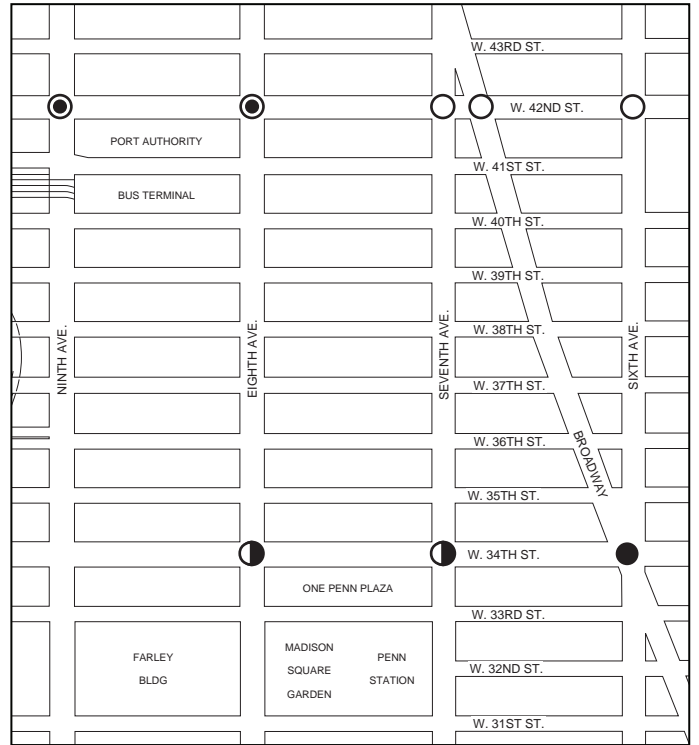 W. 43RD ST.
W. 42ND ST.
PORT AUTHORITY
W. 41ST ST.
BUS TERMINAL
W. 40TH ST.
W. 39TH ST.
NINTH AVE.
EIGHTH AVE.
SEVENTH AVE.
W. 38TH ST.
SIXTH AVE.
W. 37TH ST.
W. 36TH ST.
BROADWAY
W. 35TH ST.
W. 34TH ST.
ONE PENN PLAZA
W. 33RD ST.
FARLEY
BLDG
MADISON
SQUARE
GARDEN
PENN
STATION
W. 32ND ST.
W. 31ST ST.